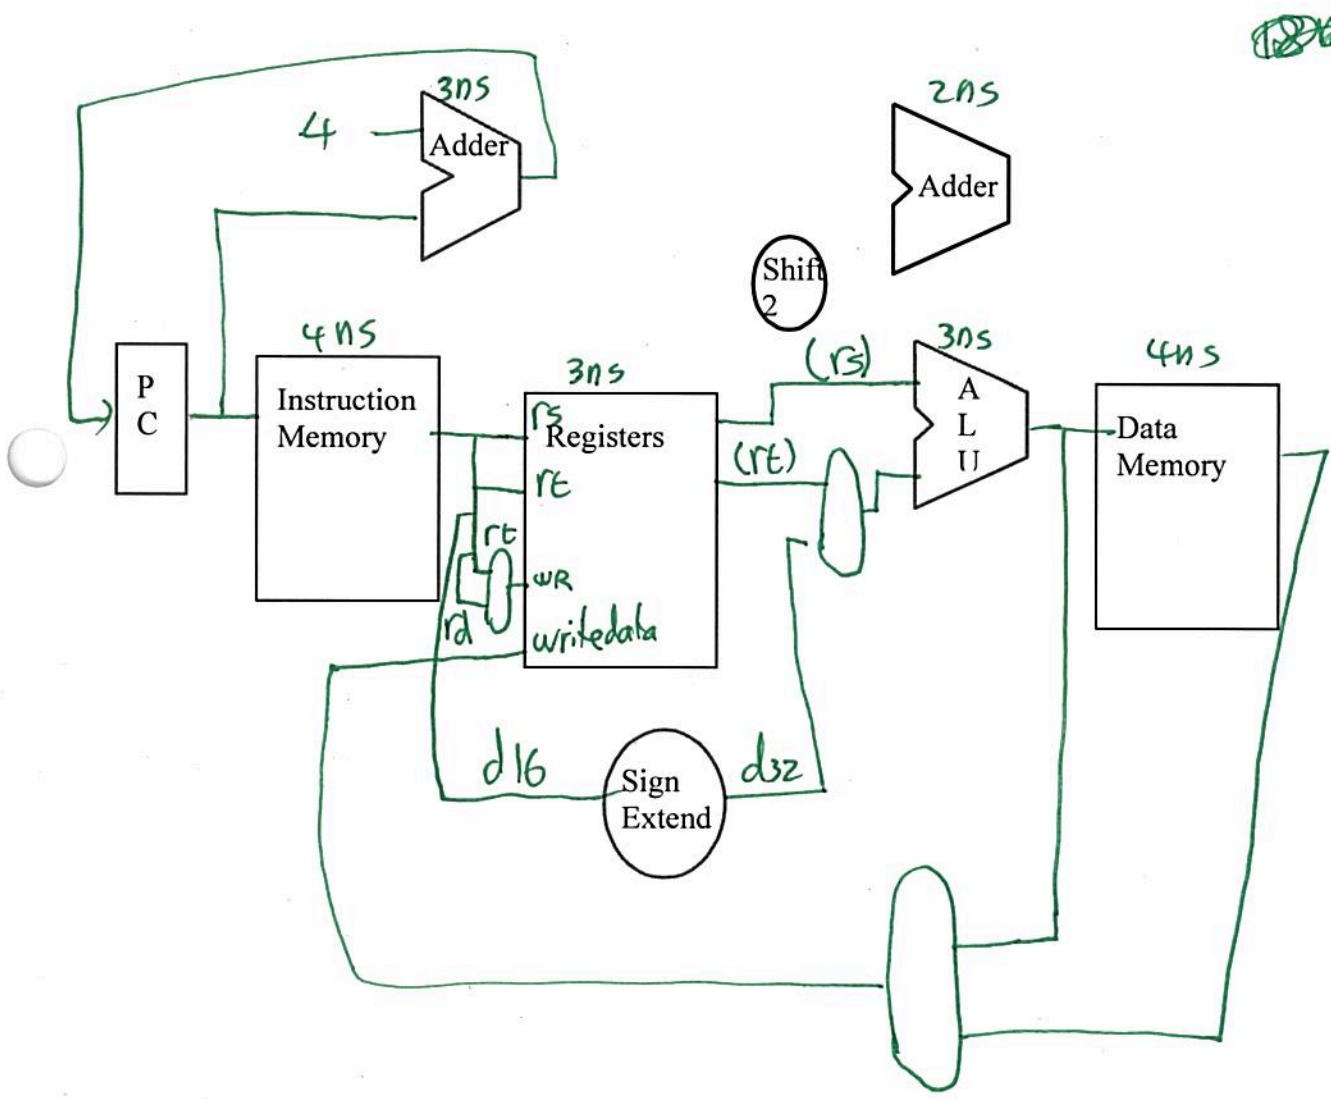 3ns
4
Adder
2ns
Adder
Shift
2
4ns
P
C
Instruction
Memory
3ns
rs
Registers
rt
rt
rd
WR
writedata
(rs)
(rt)
3ns
A
L
U
4ns
Data
Memory
d16
Sign
Extend
d32